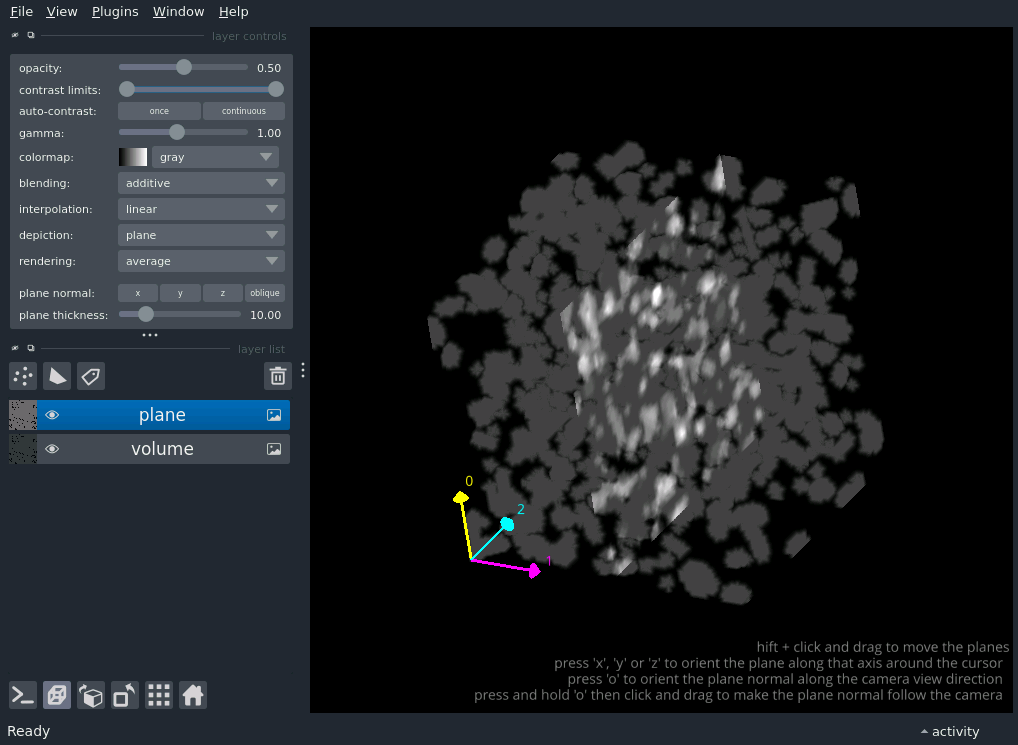 File View Plugins Window Help
layer controls
opacity: 0.50
contrast limits:
auto-contrast: once continuous
gamma: 1.00
colormap: gray
blending: additive
interpolation: linear
depiction: plane
rendering: average
plane normal: x y z oblique
plane thickness: 10.00
layer list
plane
volume
0
2
1
hift + click and drag to move the planes
press 'x', 'y' or 'z' to orient the plane along that axis around the cursor
press 'o' to orient the plane normal along the camera view direction
press and hold 'o' then click and drag to make the plane normal follow the camera
Ready activity